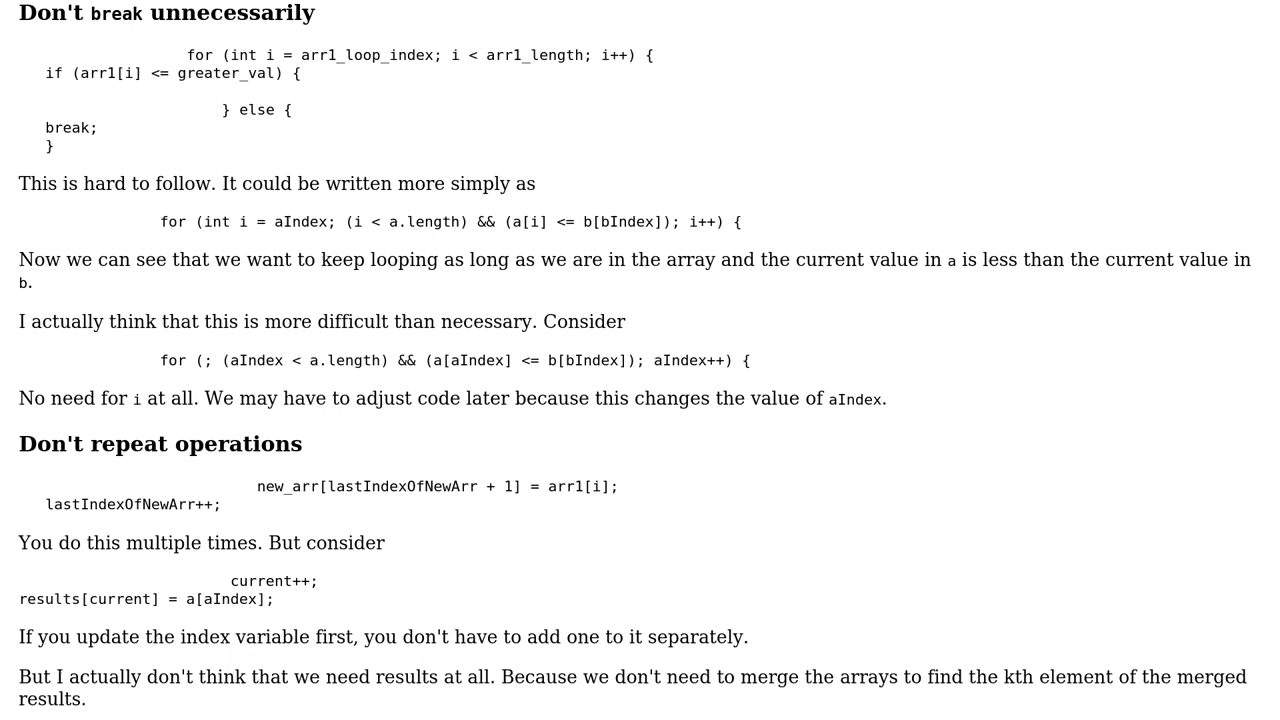 Don't break unnecessarily
for (int i = arr1_loop_index; i < arr1_length; i++) {
if (arr1[i] <= greater_val) {
} else {
break;
}
This is hard to follow. It could be written more simply as
for (int i = aIndex; (i < a.length) && (a[i] <= b[bIndex]); i++) {
Now we can see that we want to keep looping as long as we are in the array and the current value in a is less than the current value in
b.
I actually think that this is more difficult than necessary. Consider
for (; (aIndex < a.length) && (a[aIndex] <= b[bIndex]); aIndex++) {
No need for i at all. We may have to adjust code later because this changes the value of aIndex.
Don't repeat operations
new_arr[lastIndexOfNewArr + 1] = arr1[i];
lastIndexOfNewArr++;
You do this multiple times. But consider
current++;
results[current] = a[aIndex];
If you update the index variable first, you don't have to add one to it separately.
But I actually don't think that we need results at all. Because we don't need to merge the arrays to find the kth element of the merged
results.